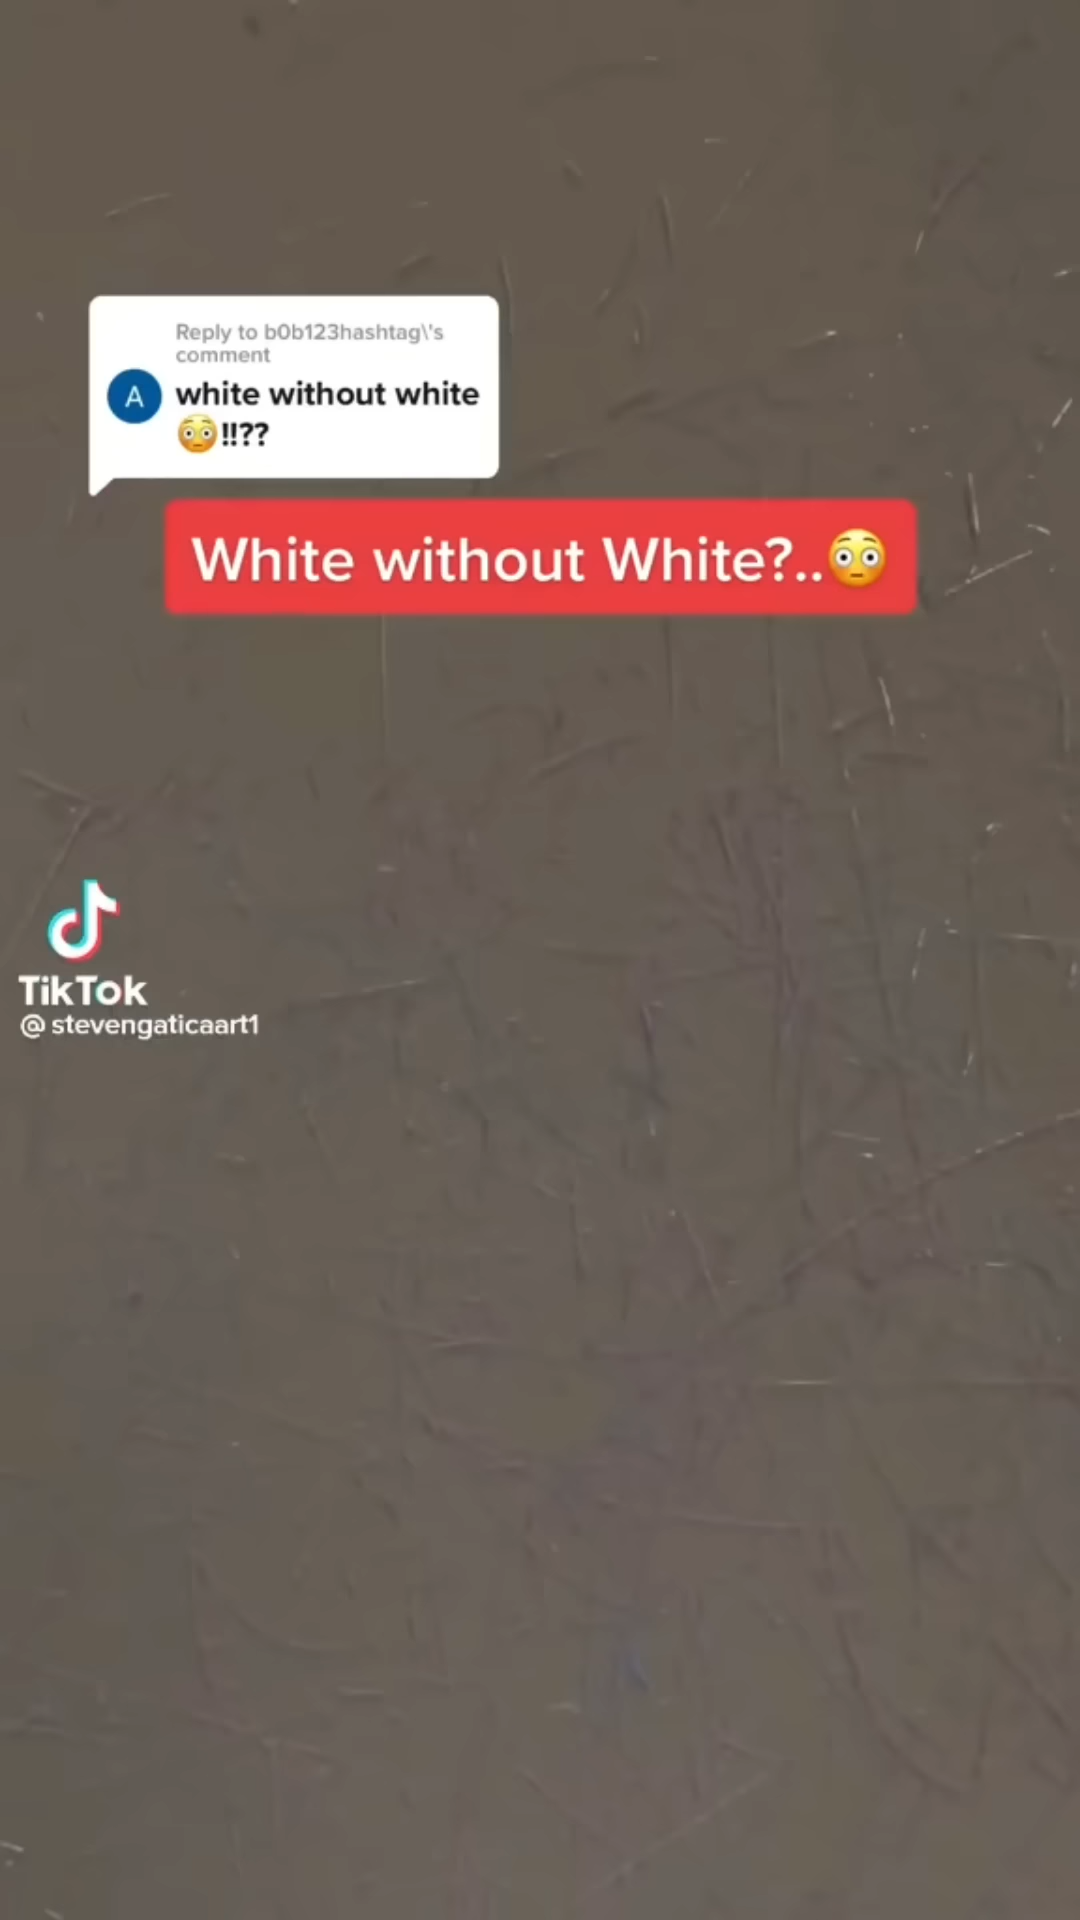 Reply to b0b123hashtag\'s
comment
A
white without white
😳!!??
White without White?..😳
TikTok
@stevengaticaart1